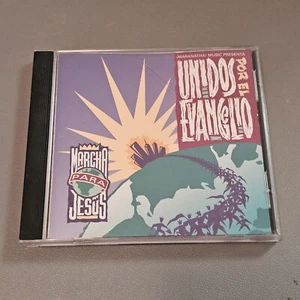 ¡MARANATHA! MUSIC PRESENTA
UNIDOS
POR EL
EVANGELIO
MARCHA
PARA
JESÚS